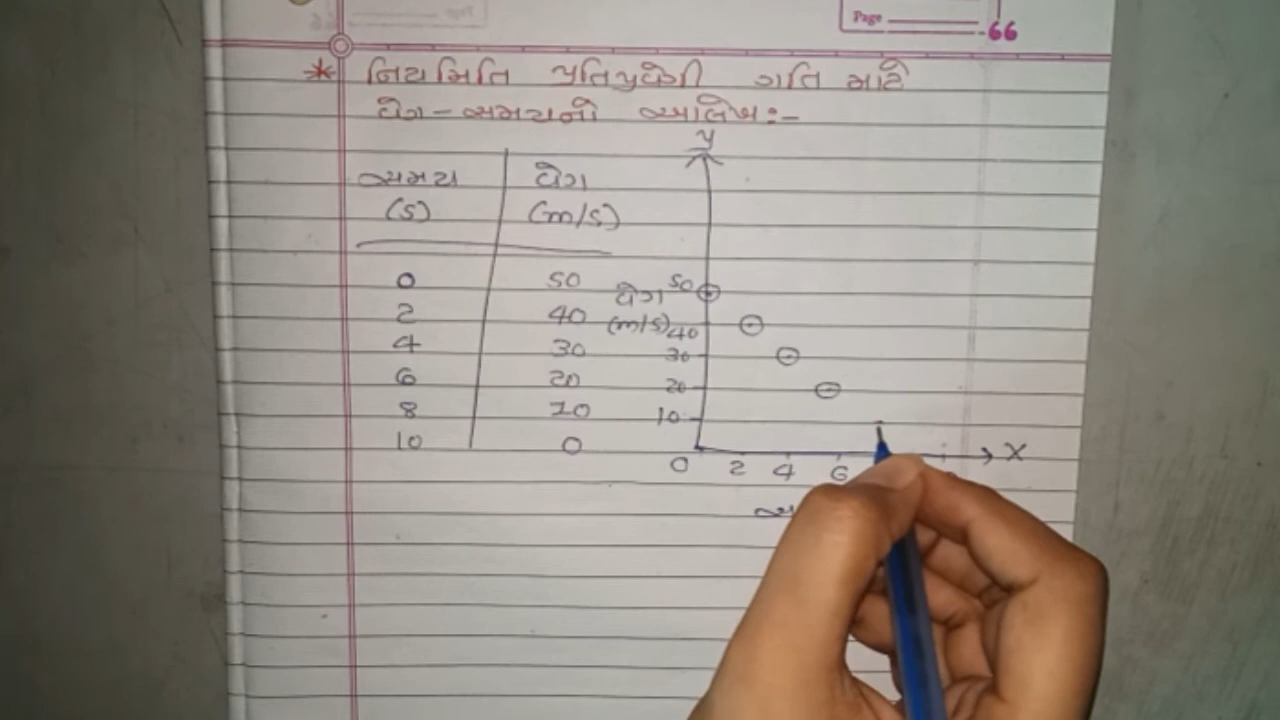 Page
66
* નિયમિતિ પ્રતિપ્રવેગી ગતિ માટે
વેગ - સમયનો આલેખ :-
સમય વેગ
(s) (m/s)
0 50
2 40
4 30
6 20
8 10
10 0
y
વેગ 50
(m/s) 40
30
20
10
0 2 4 6 X
સ